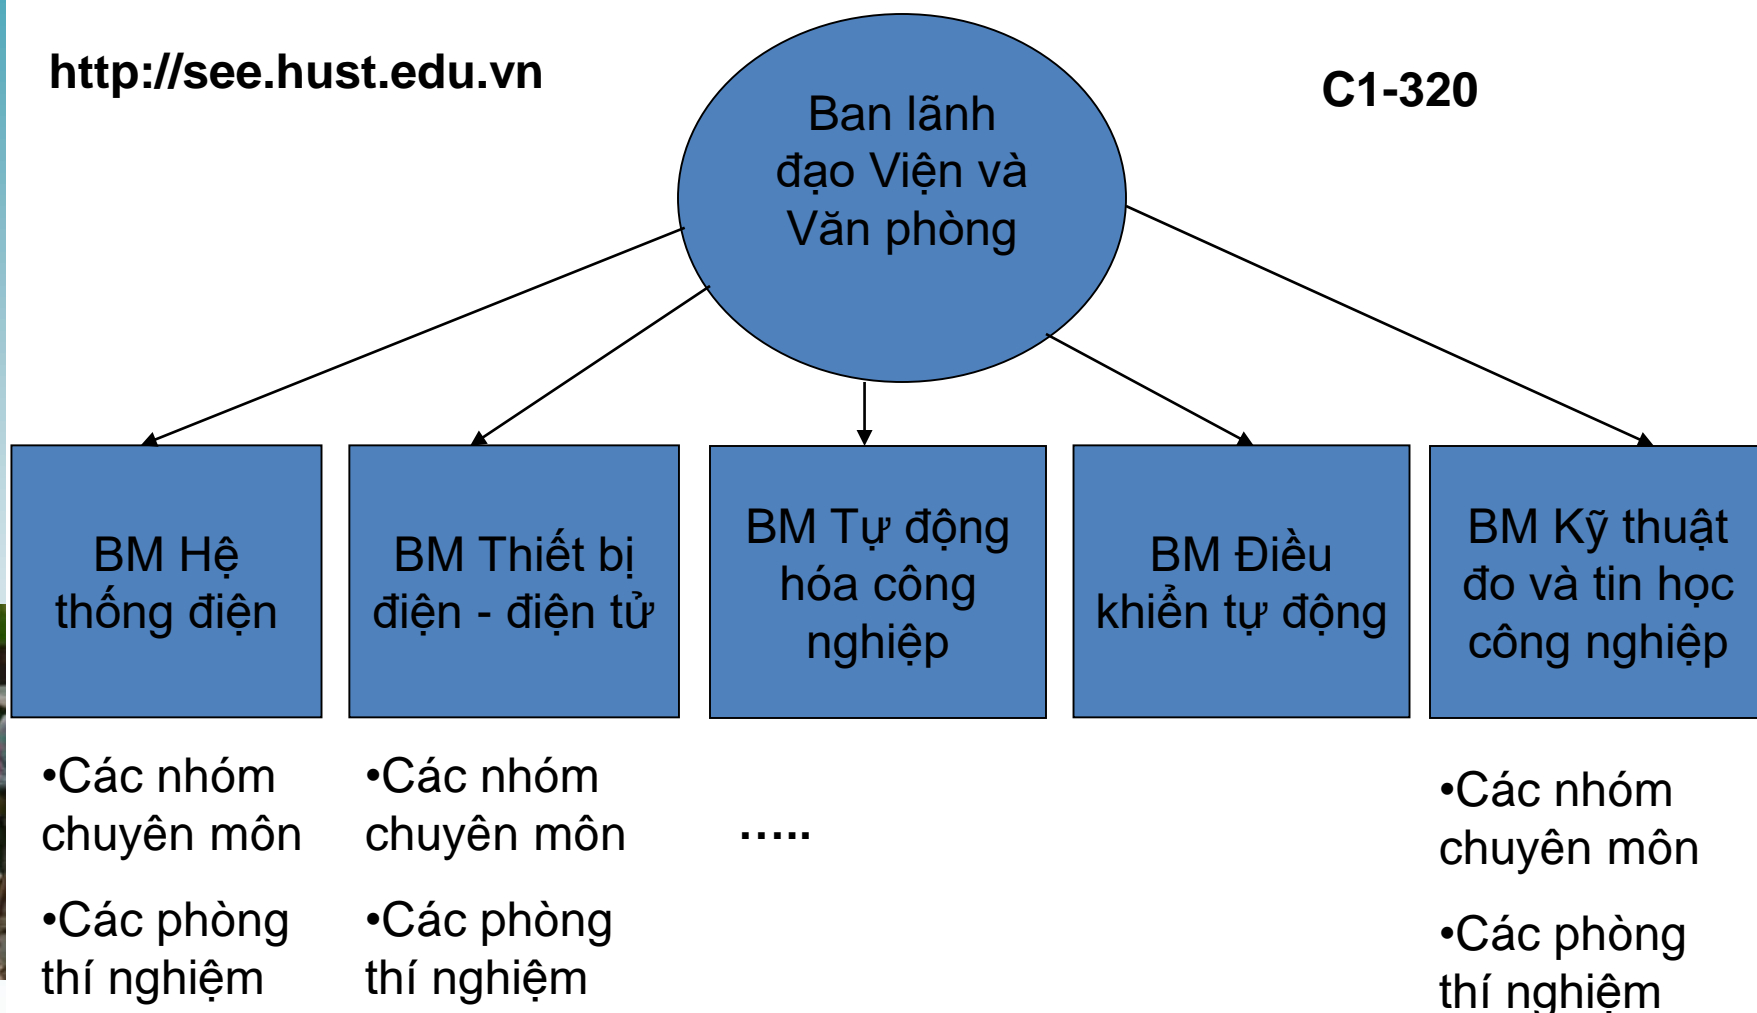 http://see.hust.edu.vn
C1-320
Ban lãnh
đạo Viện và
Văn phòng
BM Hệ
thống điện
BM Thiết bị
điện - điện tử
BM Tự động
hóa công
nghiệp
BM Điều
khiển tự động
BM Kỹ thuật
đo và tin học
công nghiệp
•Các nhóm
chuyên môn
•Các phòng
thí nghiệm
•Các nhóm
chuyên môn
•Các phòng
thí nghiệm
…..
•Các nhóm
chuyên môn
•Các phòng
thí nghiệm